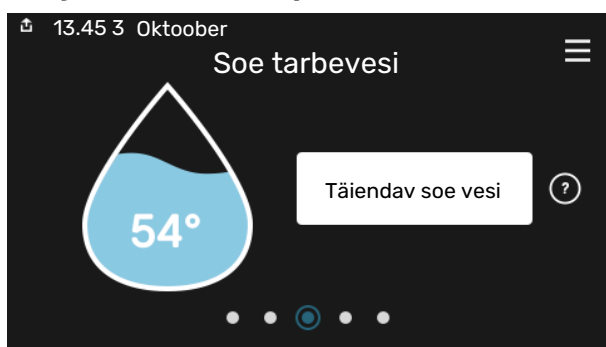 13.45 3 Oktoober
Soe tarbevesi
Täiendav soe vesi
?
54°